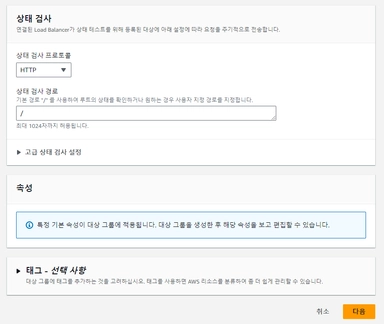 상태 검사
연결된 Load Balancer가 상태 테스트를 위해 등록된 대상에 아래 설정에 따라 요청을 주기적으로 전송합니다.
상태 검사 프로토콜
HTTP
상태 검사 경로
기본 경로 "/" 를 사용하여 루트의 상태를 확인하거나 원하는 경우 사용자 지정 경로를 지정합니다.
/
최대 1024자까지 허용됩니다.
고급 상태 검사 설정
속성
특정 기본 속성이 대상 그룹에 적용됩니다. 대상 그룹을 생성한 후 해당 속성을 보고 편집할 수 있습니다.
태그 - 선택 사항
대상 그룹에 태그를 추가하는 것을 고려하십시오. 태그를 사용하면 AWS 리소스를 분류하여 좀 더 쉽게 관리할 수 있습니다.
취소
다음